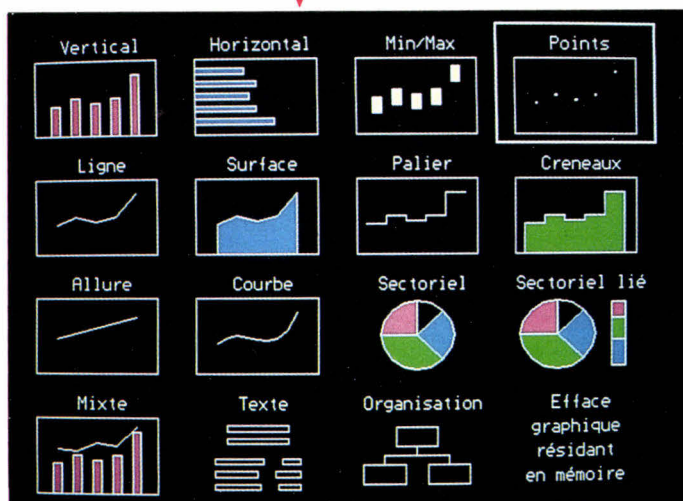 Vertical
Horizontal
Min/Max
Points
Ligne
Surface
Palier
Creneaux
Allure
Courbe
Sectoriel
Sectoriel lié
Mixte
Texte
Organisation
Efface
graphique
résidant
en mémoire